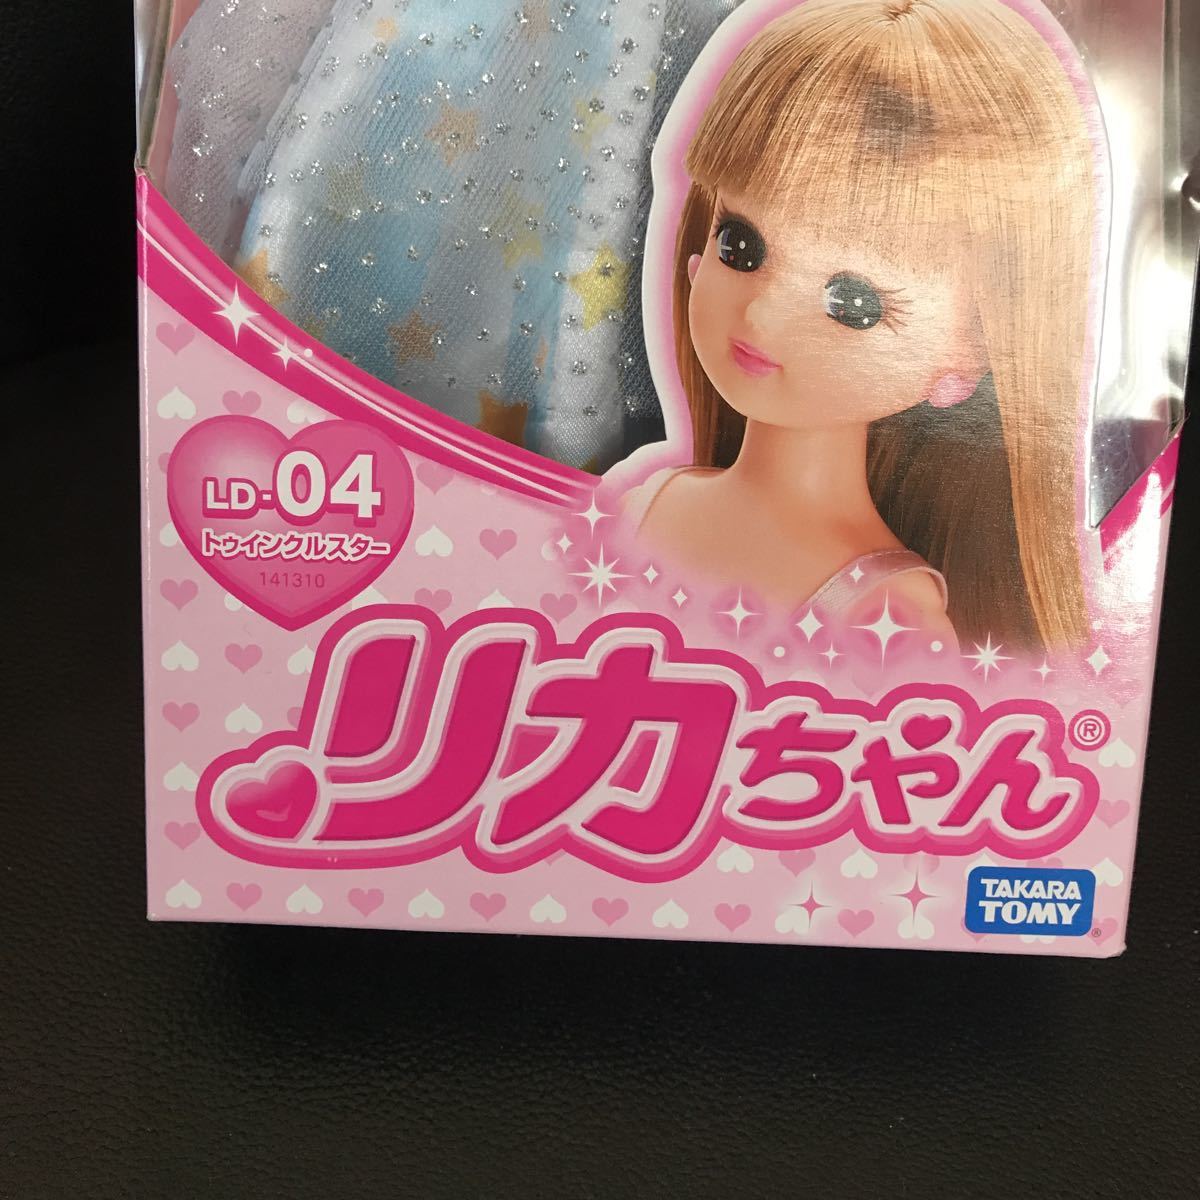 LD-04
トゥインクルスター
141310
リカちゃん®
TAKARA
TOMY®